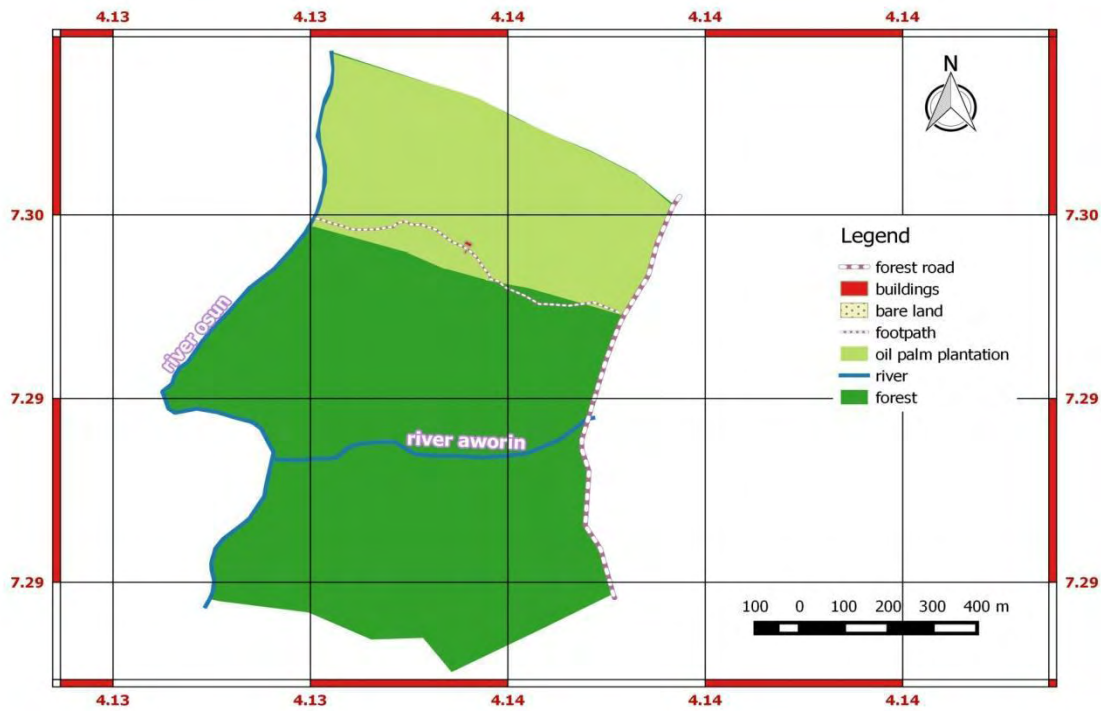 4.13 4.13 4.14 4.14 4.14
N
7.30 7.30
Legend
forest road
buildings
bare land
footpath
oil palm plantation
river
forest
river osun
7.29 7.29
river aworin
7.29 7.29
100 0 100 200 300 400 m
4.13 4.13 4.14 4.14 4.14